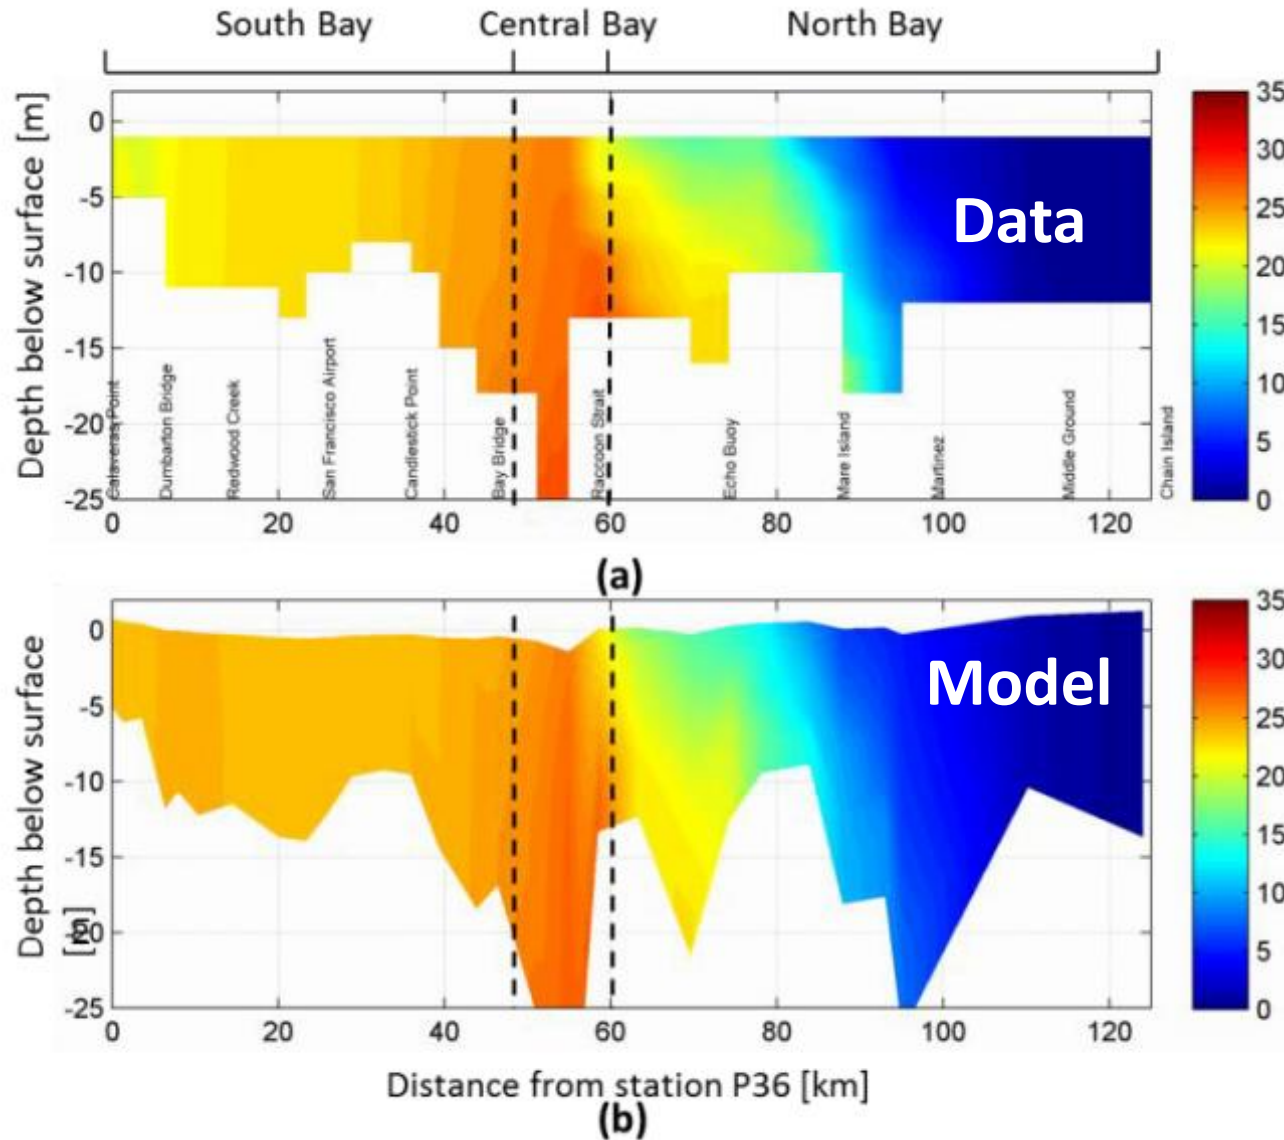 South Bay Central Bay North Bay
Depth below surface [m]
0
-5
-10
-15
-20
-25
Data
Calaveras Point
Dumbarton Bridge
Redwood Creek
San Francisco Airport
Candlestick Point
Bay Bridge
Raccoon Strait
Echo Buoy
Mare Island
Martinez
Middle Ground
Chain Island
0 20 40 60 80 100 120
35
30
25
20
15
10
5
0
(a)
Depth below surface
[m]
0
-5
-10
-15
-20
-25
Model
0 20 40 60 80 100 120
35
30
25
20
15
10
5
0
Distance from station P36 [km]
(b)